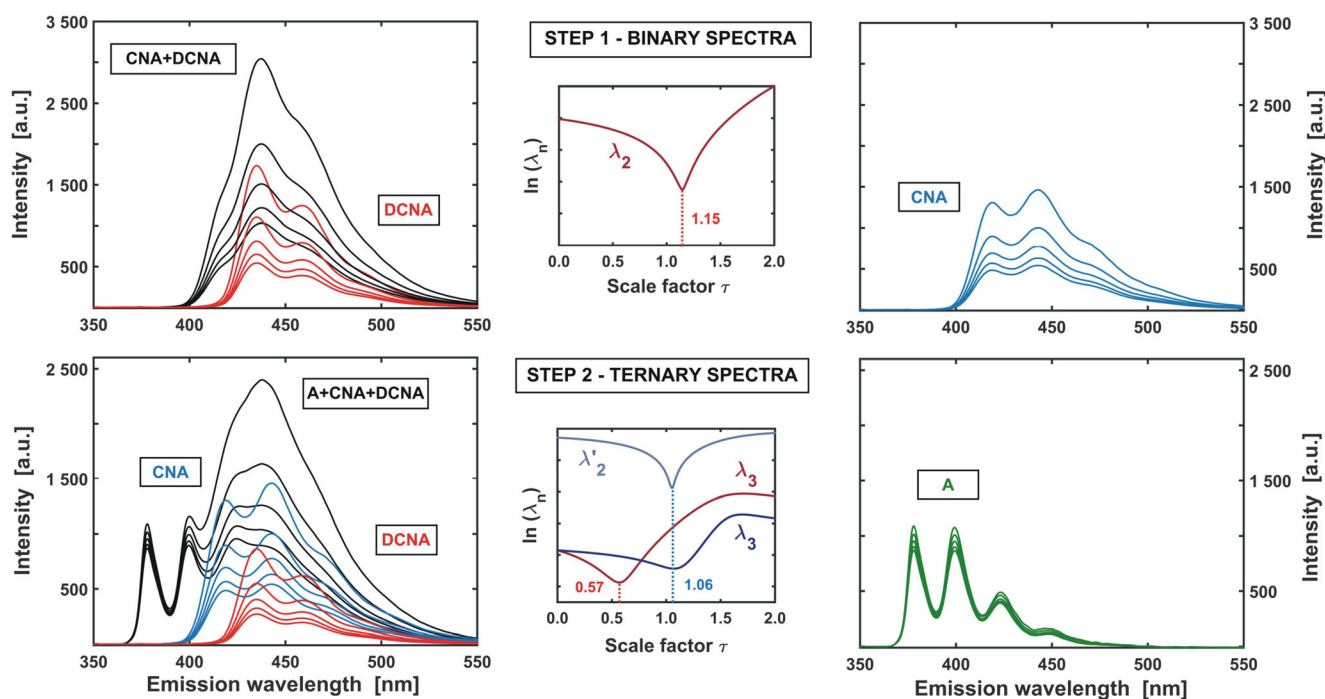 3 500
2 500
1 500
500
Intensity [a.u.]
CNA+DCNA
DCNA
350 400 450 500 550
STEP 1 - BINARY SPECTRA
ln (λn)
λ2
1.15
0.0 0.5 1.0 1.5 2.0
Scale factor τ
CNA
3 500
2 500
1 500
500
Intensity [a.u.]
350 400 450 500 550
2 500
1 500
500
Intensity [a.u.]
A+CNA+DCNA
CNA
DCNA
350 400 450 500 550
Emission wavelength [nm]
STEP 2 - TERNARY SPECTRA
ln (λn)
λ'2
λ3
λ3
0.57
1.06
0.0 0.5 1.0 1.5 2.0
Scale factor τ
A
2 500
1 500
500
Intensity [a.u.]
350 400 450 500 550
Emission wavelength [nm]